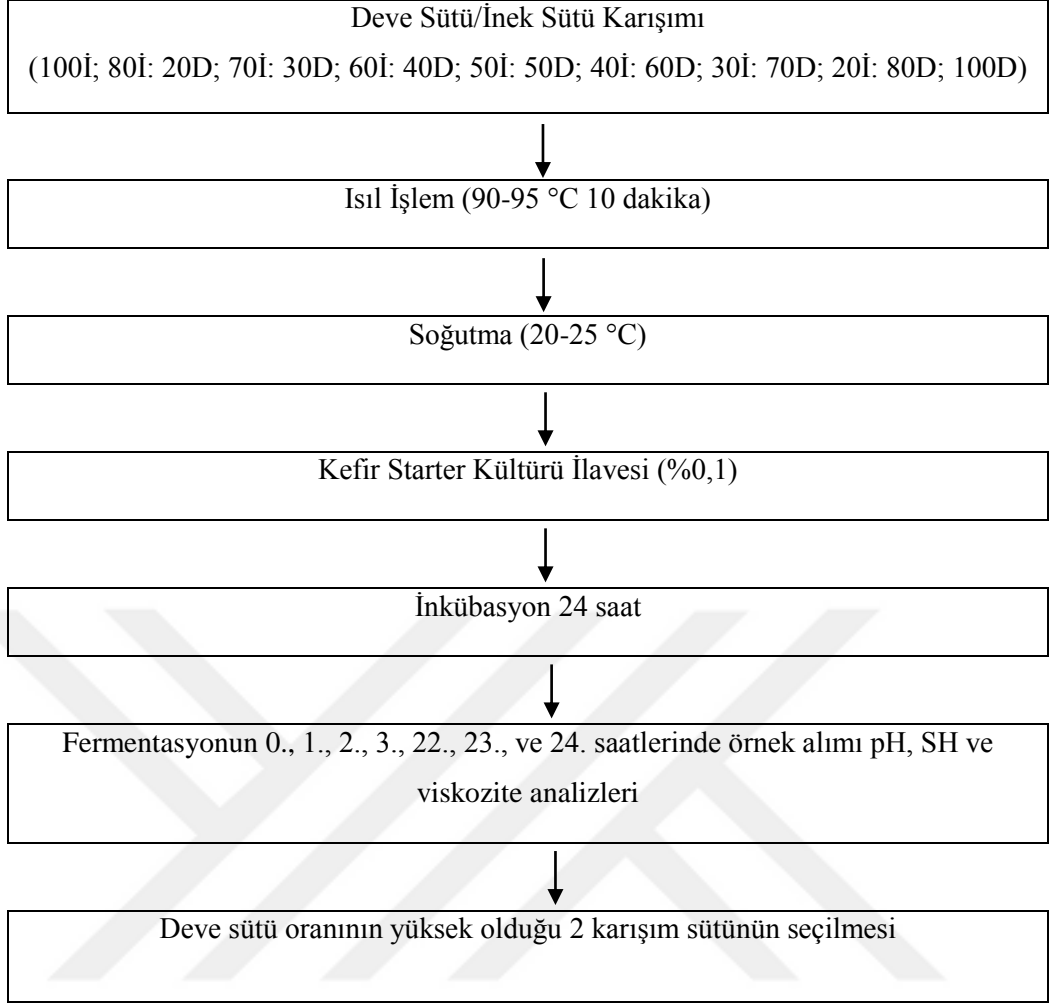 Deve Sütü/İnek Sütü Karışımı
(100İ; 80İ: 20D; 70İ: 30D; 60İ: 40D; 50İ: 50D; 40İ: 60D; 30İ: 70D; 20İ: 80D; 100D)
Isıl İşlem (90-95 °C 10 dakika)
Soğutma (20-25 °C)
Kefir Starter Kültürü İlavesi (%0,1)
İnkübasyon 24 saat
Fermentasyonun 0., 1., 2., 3., 22., 23., ve 24. saatlerinde örnek alımı pH, SH ve
viskozite analizleri
Deve sütü oranının yüksek olduğu 2 karışım sütünün seçilmesi